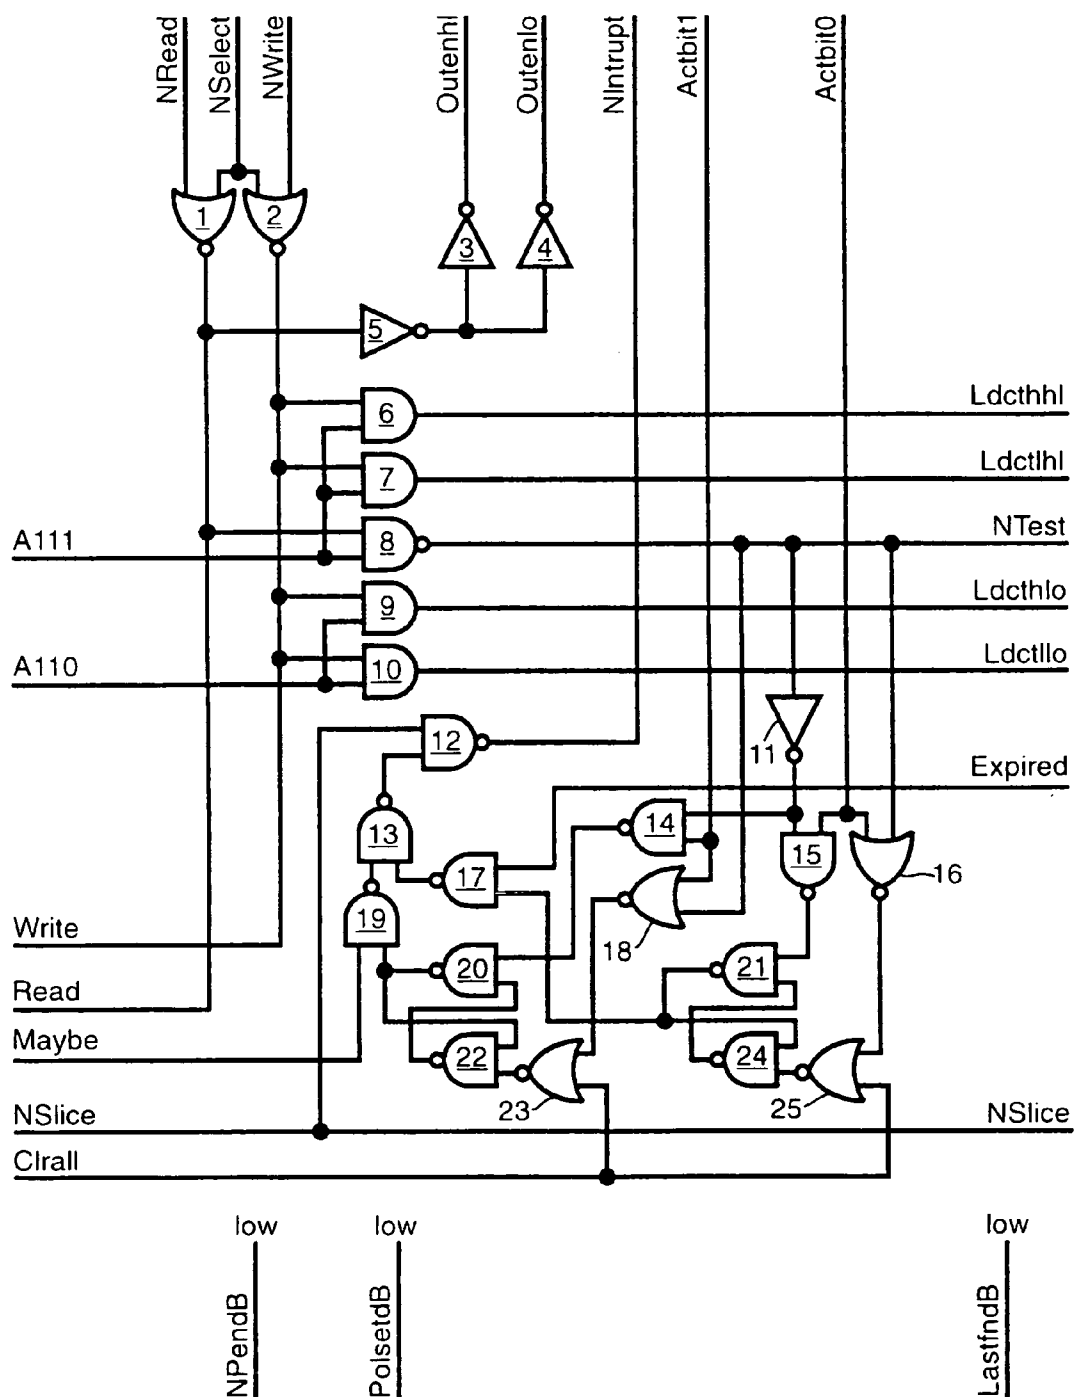 NRead
NSelect
NWrite
Outenhl
Outenlo
NIntrupt
Actbit1
Actbit0
1
2
3
4
5
6
Ldcthhl
7
Ldctlhl
A111
8
NTest
9
Ldcthlo
A110
10
Ldctllo
12
11
Expired
13
14
15
16
17
18
19
Write
20
21
Read
Maybe
22
24
23
25
NSlice
NSlice
Clrall
low
low
low
NPendB
PolsetdB
LastfndB